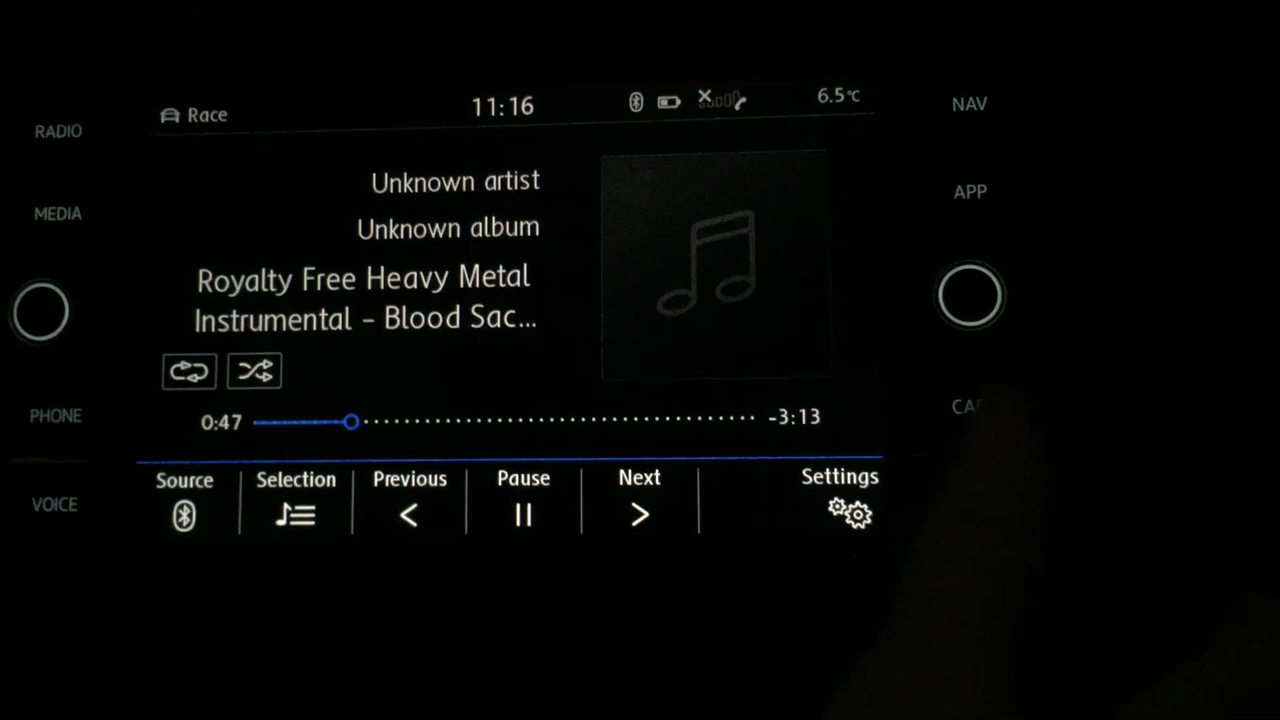 RADIO
MEDIA
PHONE
VOICE
Race
11:16
6.5°C
Unknown artist
Unknown album
Royalty Free Heavy Metal
Instrumental - Blood Sac...
0:47
-3:13
Source
Selection
Previous
Pause
Next
Settings
NAV
APP